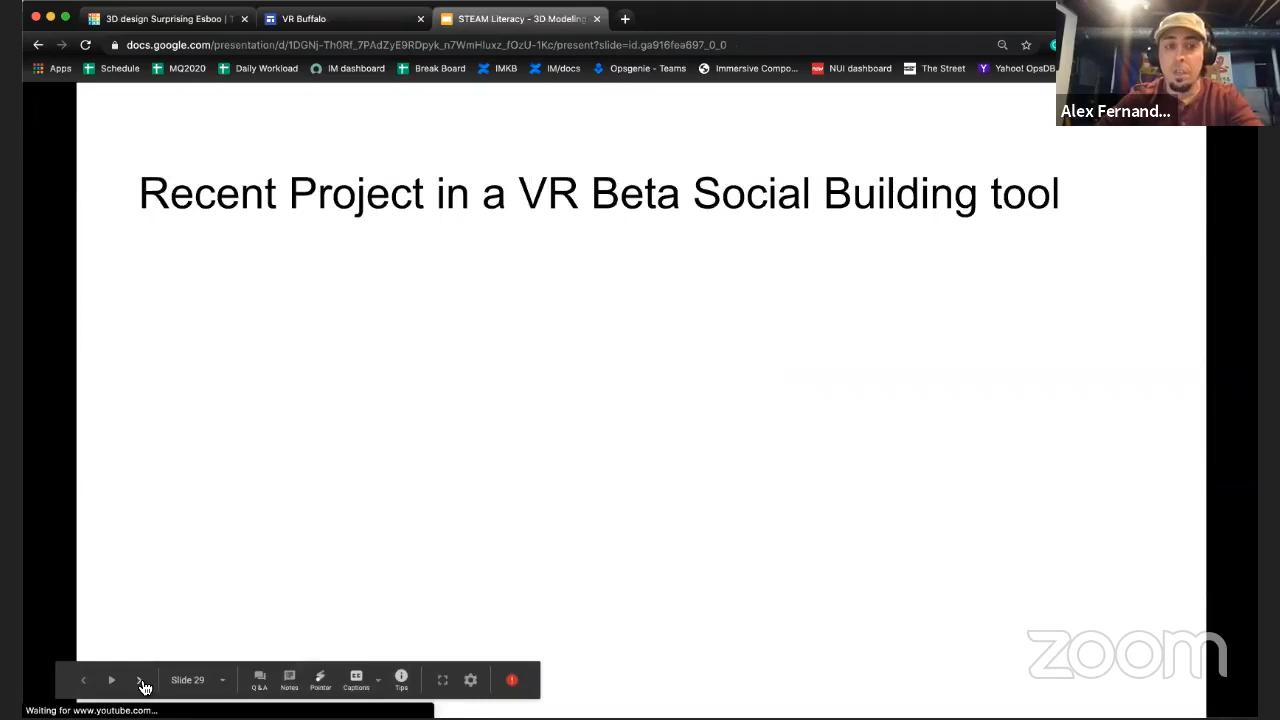 3D design Surprising Esboo | T
VR Buffalo
STEAM Literacy - 3D Modeling
docs.google.com/presentation/d/1DGNj-Th0Rf_7PAdZyE9RDpyk_n7WmHluxz_fOzU-1Kc/present?slide=id.ga916fea697_0_0
Apps
Schedule
MQ2020
Daily Workload
IM dashboard
Break Board
IMKB
IM/docs
Opsgenie - Teams
Immersive Compo...
NUI dashboard
The Street
Yahoo! OpsDB
Alex Fernand...
Recent Project in a VR Beta Social Building tool
zoom
Slide 29
Q & A
Notes
Pointer
Captions
Tips
Waiting for www.youtube.com...